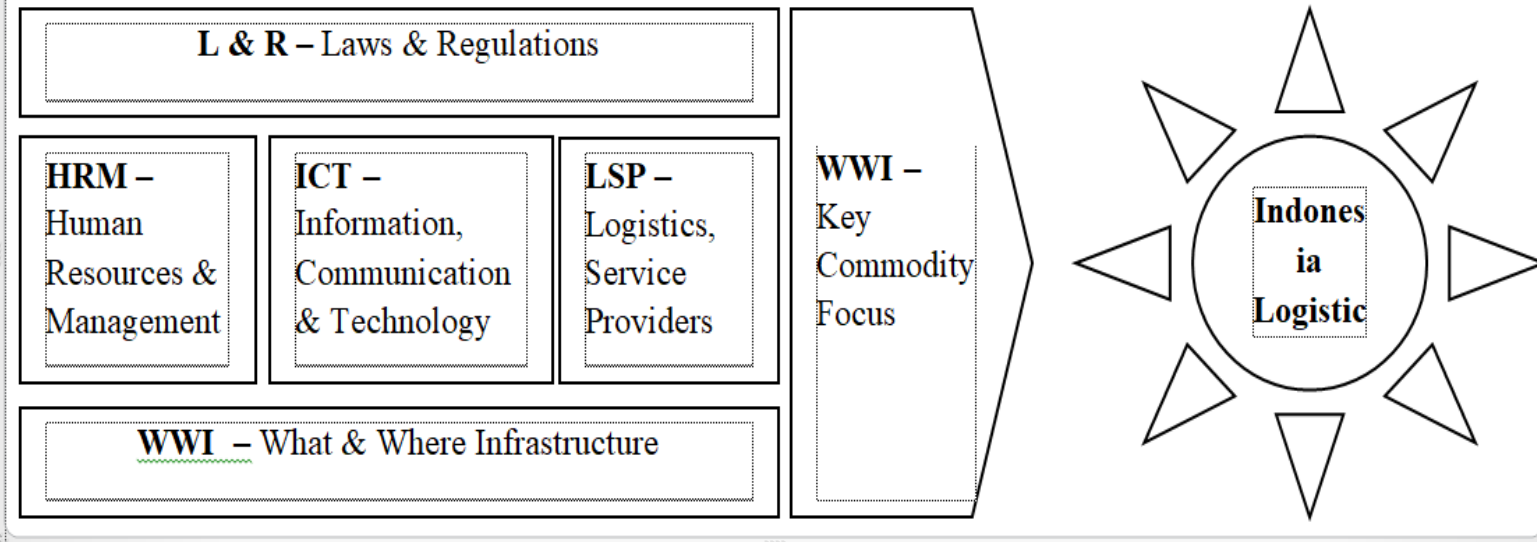 L & R – Laws & Regulations
HRM –
Human
Resources &
Management
ICT –
Information,
Communication
& Technology
LSP –
Logistics,
Service
Providers
WWI – What & Where Infrastructure
WWI –
Key
Commodity
Focus
Indones
ia
Logistic